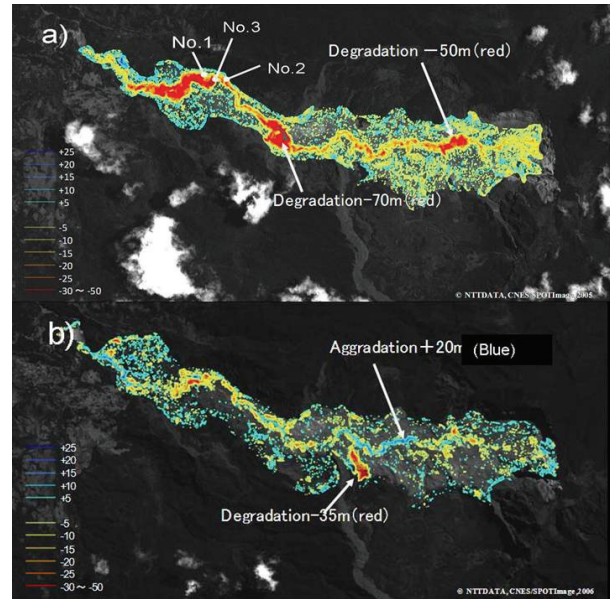 a)
No.1
No.3
No.2
Degradation －50m(red)
Degradation-70m(red)
+25
+20
+15
+10
+5
-5
-10
-15
-20
-25
-30 ～ -50
© NTTDATA, CNES/SPOTImage,2005
b)
Aggradation＋20m (Blue)
Degradation-35m(red)
+25
+20
+15
+10
+5
-5
-10
-15
-20
-25
-30 ～ -50
© NTTDATA, CNES/SPOTImage,2006